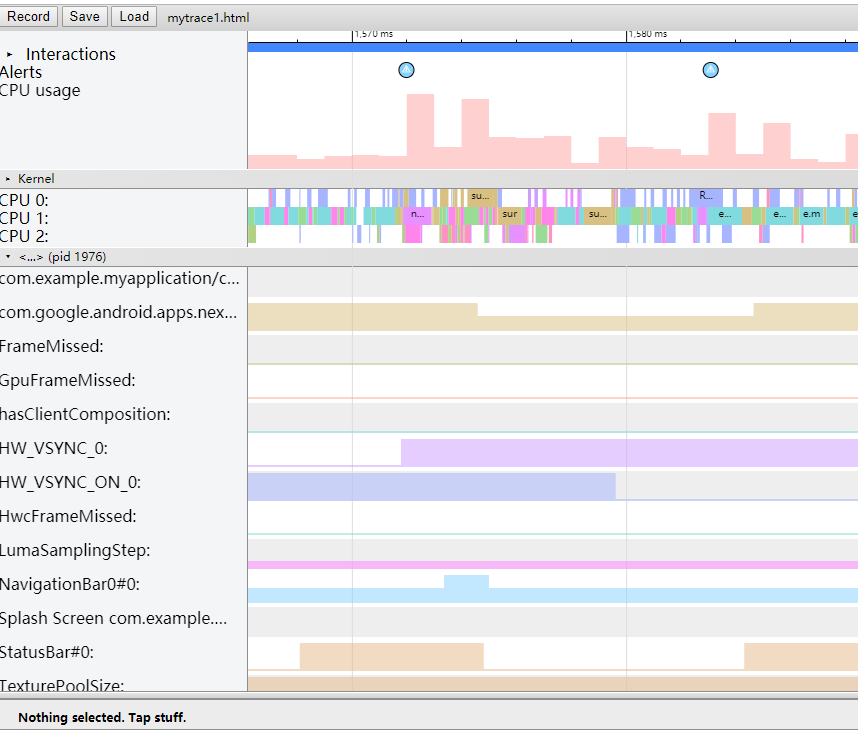 Record Save Load mytrace1.html
1,570 ms 1,580 ms
Interactions
Alerts
CPU usage
Kernel
CPU 0: su... R...
CPU 1: n... sur su... e... e... e.m e
CPU 2:
<...> (pid 1976)
com.example.myapplication/c...
com.google.android.apps.nex...
FrameMissed:
GpuFrameMissed:
hasClientComposition:
HW_VSYNC_0:
HW_VSYNC_ON_0:
HwcFrameMissed:
LumaSamplingStep:
NavigationBar0#0:
Splash Screen com.example....
StatusBar#0:
TexturePoolSize:
Nothing selected. Tap stuff.